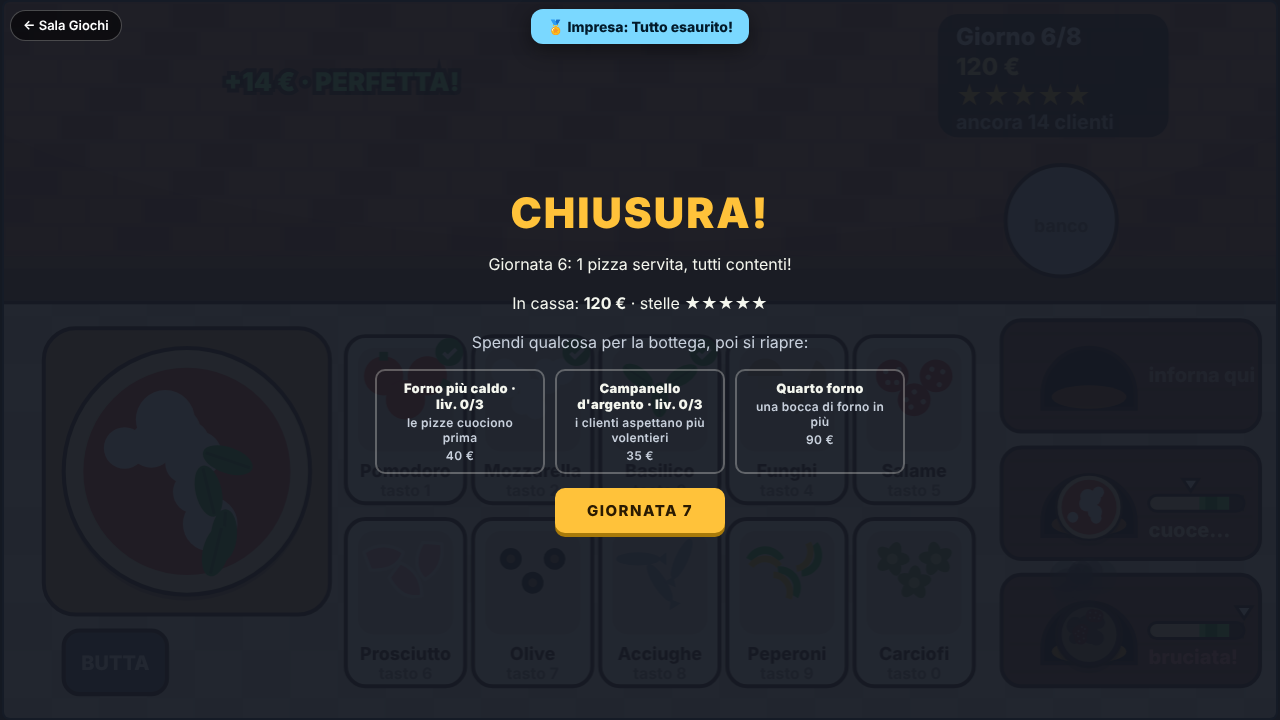 ← Sala Giochi
🏅 Impresa: Tutto esaurito!
Giorno 6/8
120 €
★★★★★
ancora 14 clienti
+14 € · PERFETTA!
banco
CHIUSURA!
Giornata 6: 1 pizza servita, tutti contenti!
In cassa: 120 € · stelle ★★★★★
Spendi qualcosa per la bottega, poi si riapre:
Forno più caldo ·
liv. 0/3
le pizze cuociono
prima
40 €
Campanello
d'argento · liv. 0/3
i clienti aspettano più
volentieri
35 €
Quarto forno
una bocca di forno in
più
90 €
GIORNATA 7
Pomodoro
tasto 1
Mozzarella
tasto 2
Basilico
Funghi
tasto 4
Salame
tasto 5
Prosciutto
tasto 6
Olive
tasto 7
Acciughe
tasto 8
Peperoni
tasto 9
Carciofi
tasto 0
inforna qui
cuoce...
bruciata!
BUTTA